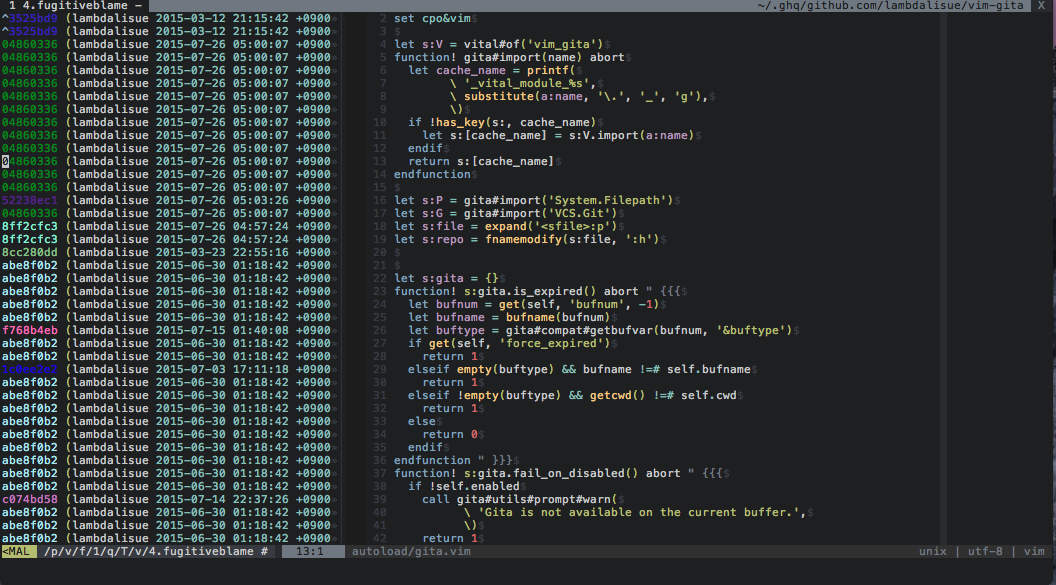 1 4.fugitiveblame – ~/.ghq/github.com/lambdalisue/vim-gita X
^3525bd9 (lambdalisue 2015-03-12 21:15:42 +0900» 2 set cpo&vim$
^3525bd9 (lambdalisue 2015-03-12 21:15:42 +0900» 3 $
04860336 (lambdalisue 2015-07-26 05:00:07 +0900» 4 let s:V = vital#of('vim_gita')$
04860336 (lambdalisue 2015-07-26 05:00:07 +0900» 5 function! gita#import(name) abort$
04860336 (lambdalisue 2015-07-26 05:00:07 +0900» 6   let cache_name = printf($
04860336 (lambdalisue 2015-07-26 05:00:07 +0900» 7         \ '_vital_module_%s',$
04860336 (lambdalisue 2015-07-26 05:00:07 +0900» 8         \ substitute(a:name, '\.', '_', 'g'),$
04860336 (lambdalisue 2015-07-26 05:00:07 +0900» 9         \)$
04860336 (lambdalisue 2015-07-26 05:00:07 +0900» 10   if !has_key(s:, cache_name)$
04860336 (lambdalisue 2015-07-26 05:00:07 +0900» 11     let s:[cache_name] = s:V.import(a:name)$
04860336 (lambdalisue 2015-07-26 05:00:07 +0900» 12   endif$
04860336 (lambdalisue 2015-07-26 05:00:07 +0900» 13   return s:[cache_name]$
04860336 (lambdalisue 2015-07-26 05:00:07 +0900» 14 endfunction$
04860336 (lambdalisue 2015-07-26 05:00:07 +0900» 15 $
52238ec1 (lambdalisue 2015-07-26 05:03:26 +0900» 16 let s:P = gita#import('System.Filepath')$
04860336 (lambdalisue 2015-07-26 05:00:07 +0900» 17 let s:G = gita#import('VCS.Git')$
8ff2cfc3 (lambdalisue 2015-07-26 04:57:24 +0900» 18 let s:file = expand('<sfile>:p')$
8ff2cfc3 (lambdalisue 2015-07-26 04:57:24 +0900» 19 let s:repo = fnamemodify(s:file, ':h')$
8cc280dd (lambdalisue 2015-03-23 22:55:16 +0900» 20 $
abe8f0b2 (lambdalisue 2015-06-30 01:18:42 +0900» 21 $
abe8f0b2 (lambdalisue 2015-06-30 01:18:42 +0900» 22 let s:gita = {}$
abe8f0b2 (lambdalisue 2015-06-30 01:18:42 +0900» 23 function! s:gita.is_expired() abort " {{{$
abe8f0b2 (lambdalisue 2015-06-30 01:18:42 +0900» 24   let bufnum = get(self, 'bufnum', -1)$
abe8f0b2 (lambdalisue 2015-06-30 01:18:42 +0900» 25   let bufname = bufname(bufnum)$
f768b4eb (lambdalisue 2015-07-15 01:40:08 +0900» 26   let buftype = gita#compat#getbufvar(bufnum, '&buftype')$
abe8f0b2 (lambdalisue 2015-06-30 01:18:42 +0900» 27   if get(self, 'force_expired')$
abe8f0b2 (lambdalisue 2015-06-30 01:18:42 +0900» 28     return 1$
(lambdalisue 2015-07-03 17:11:18 +0900» 29   elseif empty(buftype) && bufname !=# self.bufname$
abe8f0b2 (lambdalisue 2015-06-30 01:18:42 +0900» 30     return 1$
abe8f0b2 (lambdalisue 2015-06-30 01:18:42 +0900» 31   elseif !empty(buftype) && getcwd() !=# self.cwd$
abe8f0b2 (lambdalisue 2015-06-30 01:18:42 +0900» 32     return 1$
abe8f0b2 (lambdalisue 2015-06-30 01:18:42 +0900» 33   else$
abe8f0b2 (lambdalisue 2015-06-30 01:18:42 +0900» 34     return 0$
abe8f0b2 (lambdalisue 2015-06-30 01:18:42 +0900» 35   endif$
abe8f0b2 (lambdalisue 2015-06-30 01:18:42 +0900» 36 endfunction " }}}$
abe8f0b2 (lambdalisue 2015-06-30 01:18:42 +0900» 37 function! s:gita.fail_on_disabled() abort " {{{$
abe8f0b2 (lambdalisue 2015-06-30 01:18:42 +0900» 38   if !self.enabled$
c074bd58 (lambdalisue 2015-07-14 22:37:26 +0900» 39     call gita#utils#prompt#warn($
abe8f0b2 (lambdalisue 2015-06-30 01:18:42 +0900» 40           \ 'Gita is not available on the current buffer.',$
abe8f0b2 (lambdalisue 2015-06-30 01:18:42 +0900» 41           \)$
abe8f0b2 (lambdalisue 2015-06-30 01:18:42 +0900» 42     return 1$
<MAL /p/v/f/1/q/T/v/4.fugitiveblame # 13:1 autoload/gita.vim unix | utf-8 | vim